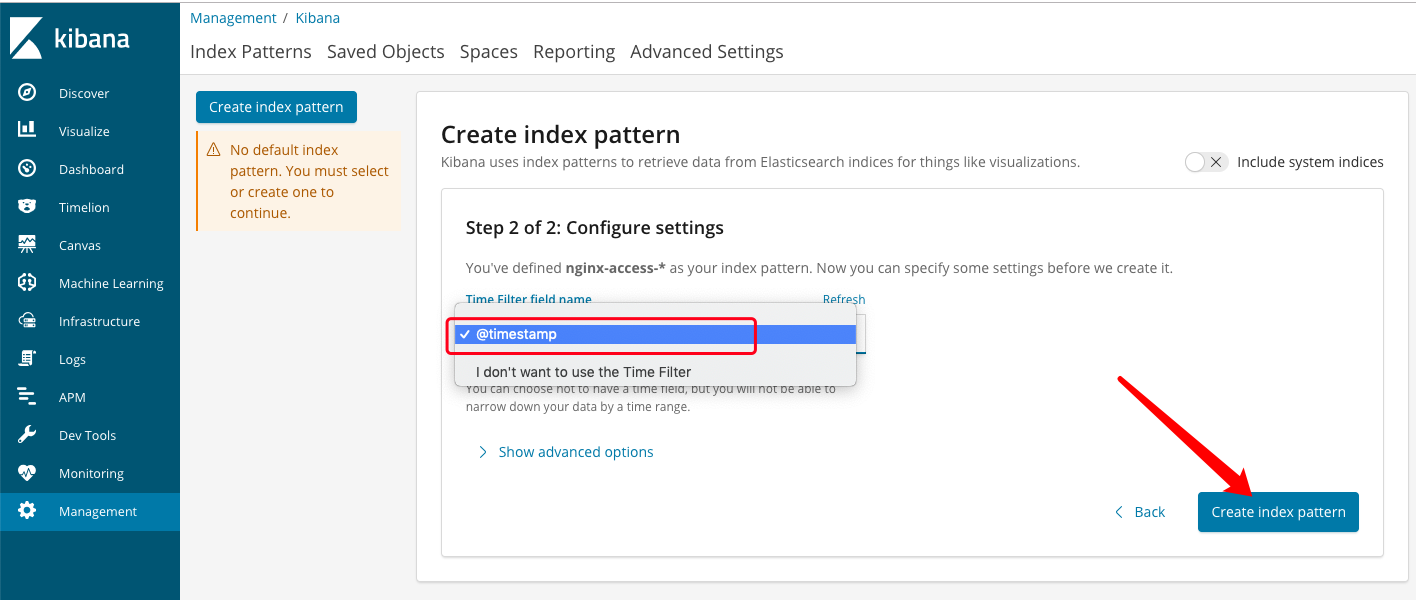 kibana
Discover
Visualize
Dashboard
Timelion
Canvas
Machine Learning
Infrastructure
Logs
APM
Dev Tools
Monitoring
Management
Management / Kibana
Index Patterns Saved Objects Spaces Reporting Advanced Settings
Create index pattern
No default index
pattern. You must select
or create one to
continue.
Create index pattern
Kibana uses index patterns to retrieve data from Elasticsearch indices for things like visualizations.
Include system indices
Step 2 of 2: Configure settings
You've defined nginx-access-* as your index pattern. Now you can specify some settings before we create it.
Time Filter field name Refresh
@timestamp
I don't want to use the Time Filter
You can choose not to have a time field, but you will not be able to
narrow down your data by a time range.
Show advanced options
Back
Create index pattern